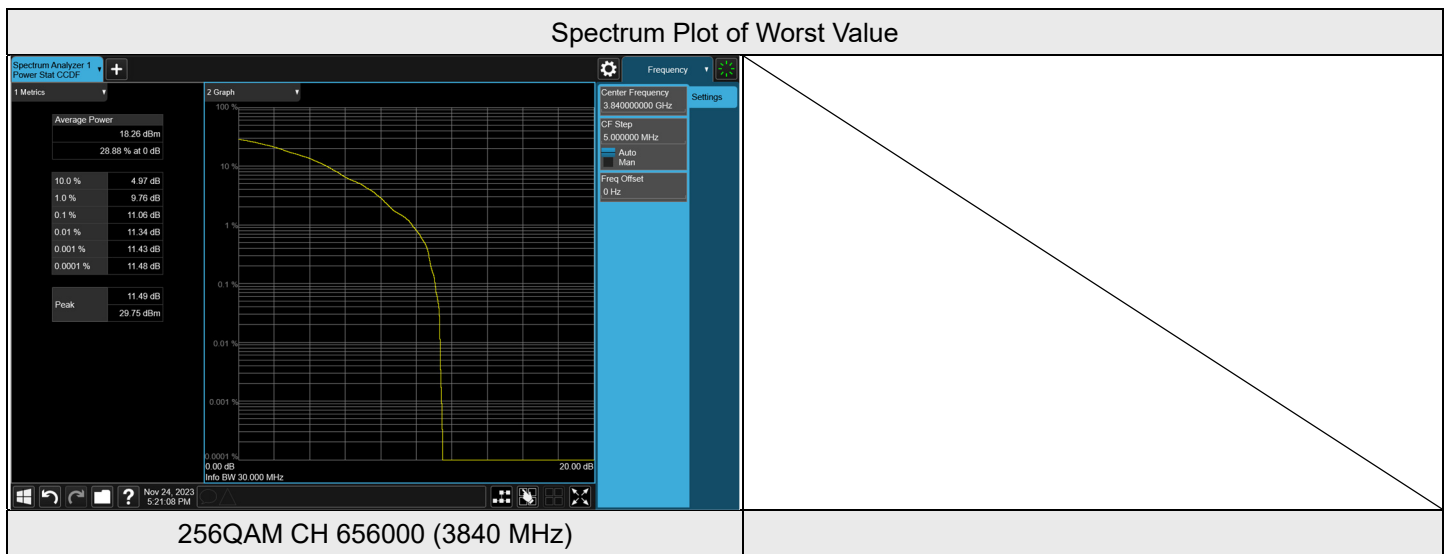 Spectrum Plot of Worst Value
Spectrum Analyzer 1
Power Stat CCDF
Frequency
1 Metrics
2 Graph
Center Frequency
3.840000000 GHz
Settings
CF Step
5.000000 MHz
Auto
Man
Freq Offset
0 Hz
Average Power
18.26 dBm
28.88 % at 0 dB
10.0 % 4.97 dB
1.0 % 9.76 dB
0.1 % 11.06 dB
0.01 % 11.34 dB
0.001 % 11.43 dB
0.0001 % 11.48 dB
Peak 11.49 dB
29.75 dBm
100 %
10 %
1 %
0.1 %
0.01 %
0.001 %
0.0001 %
0.00 dB 20.00 dB
Info BW 30.000 MHz
Nov 24, 2023
5:21:08 PM
256QAM CH 656000 (3840 MHz)